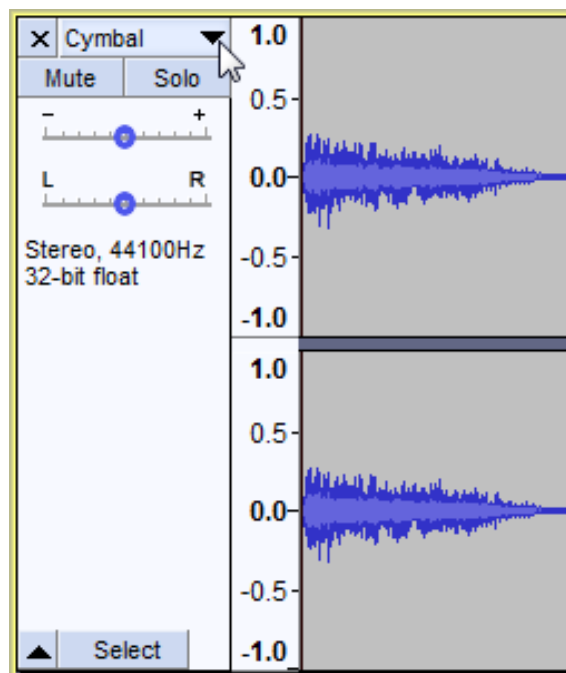 X Cymbal
Mute Solo
- +
L R
Stereo, 44100Hz
32-bit float
Select
1.0
0.5-
0.0-
-0.5-
-1.0
1.0
0.5-
0.0-
-0.5-
-1.0